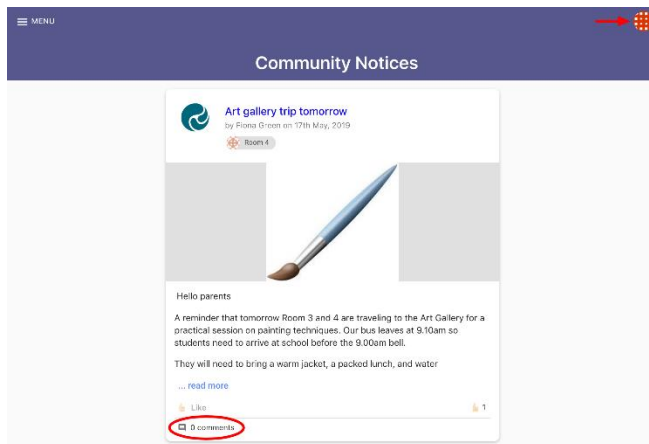 MENU
Community Notices
Art gallery trip tomorrow
by Fiona Green on 17th May, 2019
Room 4
Hello parents
A reminder that tomorrow Room 3 and 4 are traveling to the Art Gallery for a
practical session on painting techniques. Our bus leaves at 9.10am so
students need to arrive at school before the 9.00am bell.
They will need to bring a warm jacket, a packed lunch, and water
... read more
Like
1
0 comments